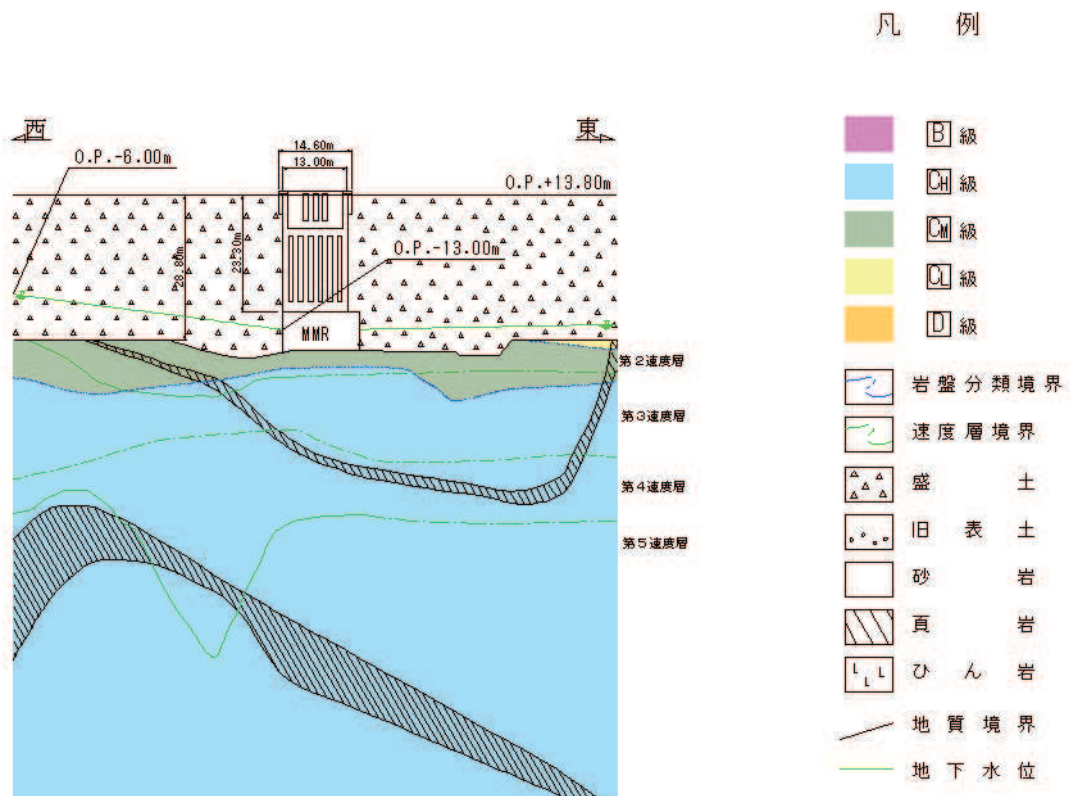 凡 例
西
東
O.P.-6.00m
14.60m
13.00m
O.P.+13.80m
28.80m
23.30m
O.P.-13.00m
MMR
第2速度層
第3速度層
第4速度層
第5速度層
B 級
CH 級
CM 級
CL 級
D 級
岩盤分類境界
速度層境界
盛 土
旧 表 土
砂 岩
頁 岩
ひ ん 岩
地 質 境 界
地 下 水 位